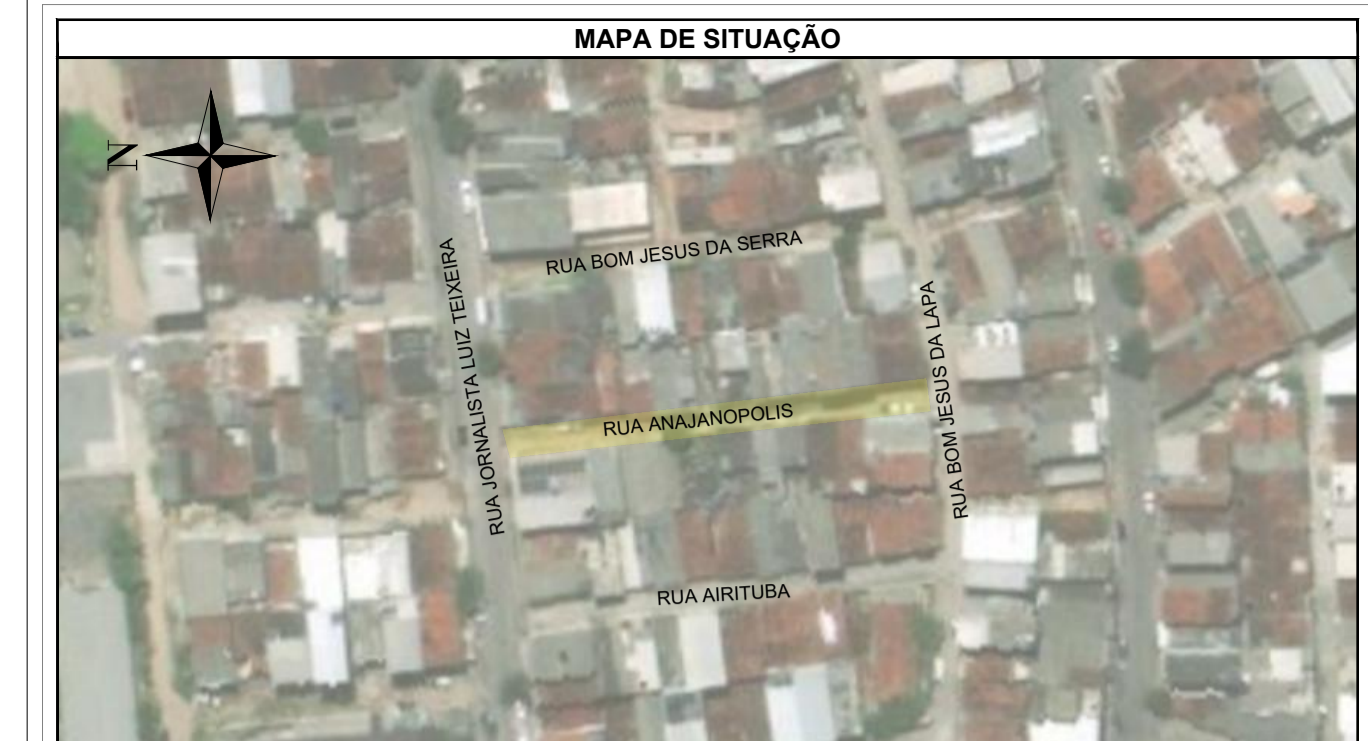 MAPA DE SITUAÇÃO
N
RUA BOM JESUS DA SERRA
RUA JORNALISTA LUIZ TEIXEIRA
RUA BOM JESUS DA LAPA
RUA ANAJANOPOLIS
RUA AIRITUBA